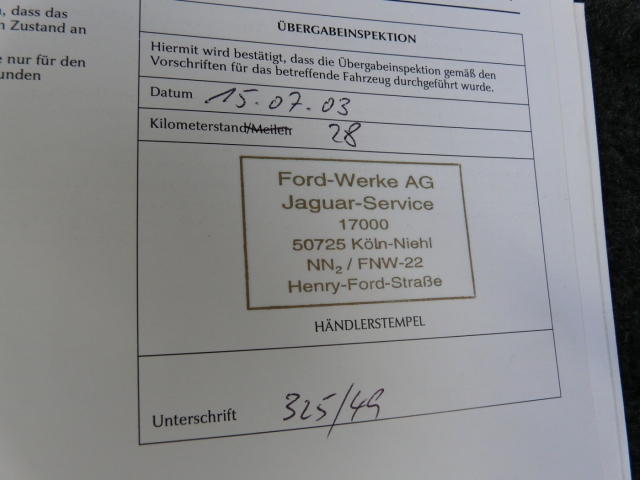 , dass das
n Zustand an
e nur für den
unden
ÜBERGABEINSPEKTION
Hiermit wird bestätigt, dass die Übergabeinspektion gemäß den
Vorschriften für das betreffende Fahrzeug durchgeführt wurde.
Datum 15.07.03
Kilometerstand/Meilen 28
Ford-Werke AG
Jaguar-Service
17000
50725 Köln-Niehl
NN₂ / FNW-22
Henry-Ford-Straße
HÄNDLERSTEMPEL
Unterschrift 325/49